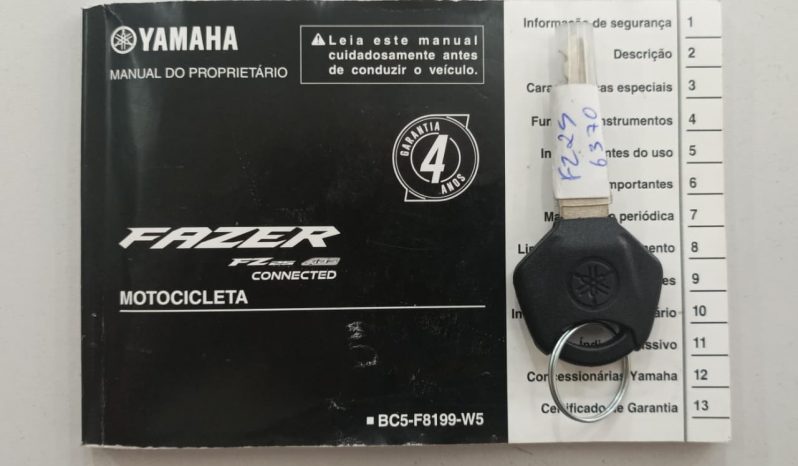 YAMAHA
MANUAL DO PROPRIETÁRIO
Leia este manual
cuidadosamente antes
de conduzir o veículo.
GARANTIA
4
ANOS
FAZER
FZ25 ABS
CONNECTED
MOTOCICLETA
BC5-F8199-W5
Informação de segurança 1
Descrição 2
especiais 3
4
do uso 5
6
periódica 7
8
9
10
11
Concessionárias Yamaha 12
Certificado de Garantia 13
FZ25
6370